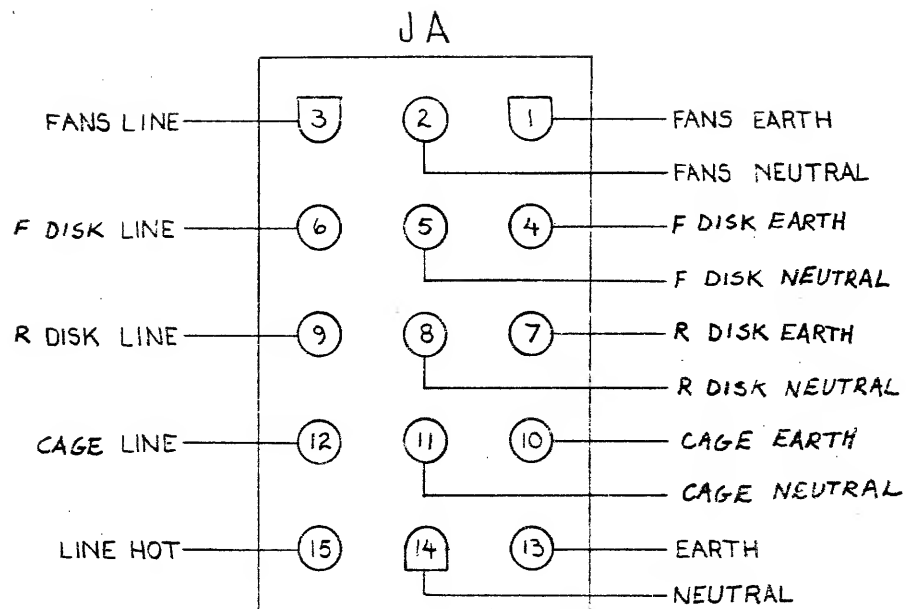 JA
FANS LINE 3 2 1 FANS EARTH
FANS NEUTRAL
F DISK LINE 6 5 4 F DISK EARTH
F DISK NEUTRAL
R DISK LINE 9 8 7 R DISK EARTH
R DISK NEUTRAL
CAGE LINE 12 11 10 CAGE EARTH
CAGE NEUTRAL
LINE HOT 15 14 13 EARTH
NEUTRAL